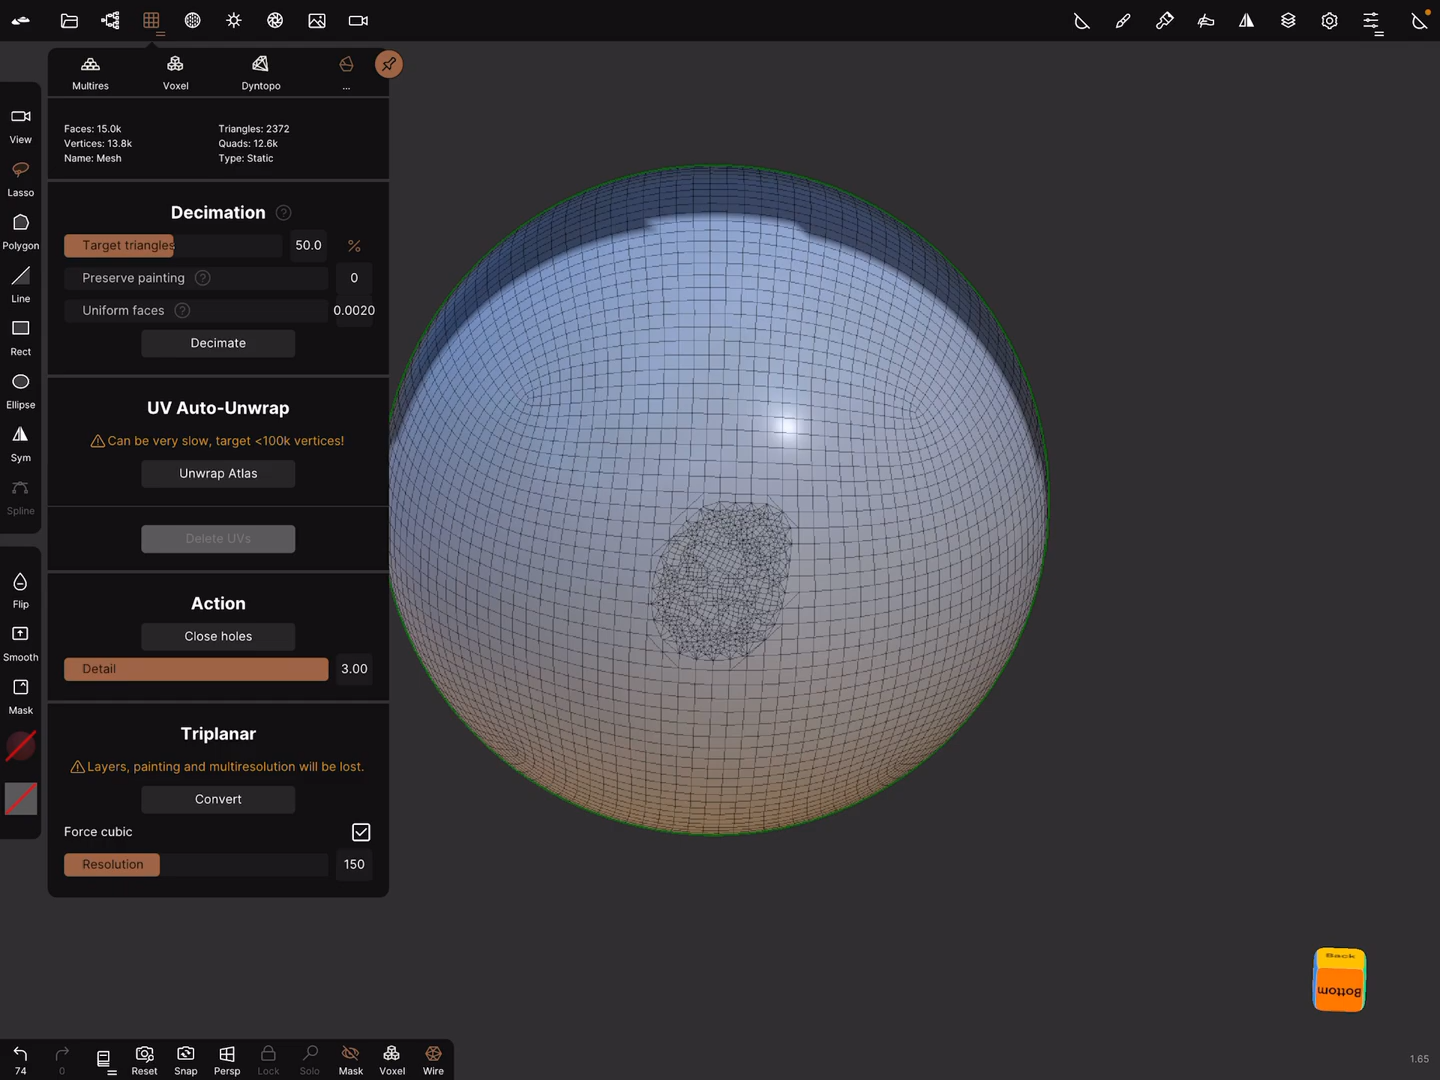 Multires
Voxel
Dyntopo
...
Faces: 15.0k
Triangles: 2372
Vertices: 13.8k
Quads: 12.6k
Name: Mesh
Type: Static
View
Lasso
Polygon
Line
Rect
Ellipse
Sym
Spline
Flip
Smooth
Mask
Decimation ?
Target triangles 50.0 %
Preserve painting ? 0
Uniform faces ? 0.0020
Decimate
UV Auto-Unwrap
Can be very slow, target <100k vertices!
Unwrap Atlas
Delete UVs
Action
Close holes
Detail 3.00
Triplanar
Layers, painting and multiresolution will be lost.
Convert
Force cubic
Resolution 150
Back
Bottom
74
0
Reset
Snap
Persp
Lock
Solo
Mask
Voxel
Wire
1.65